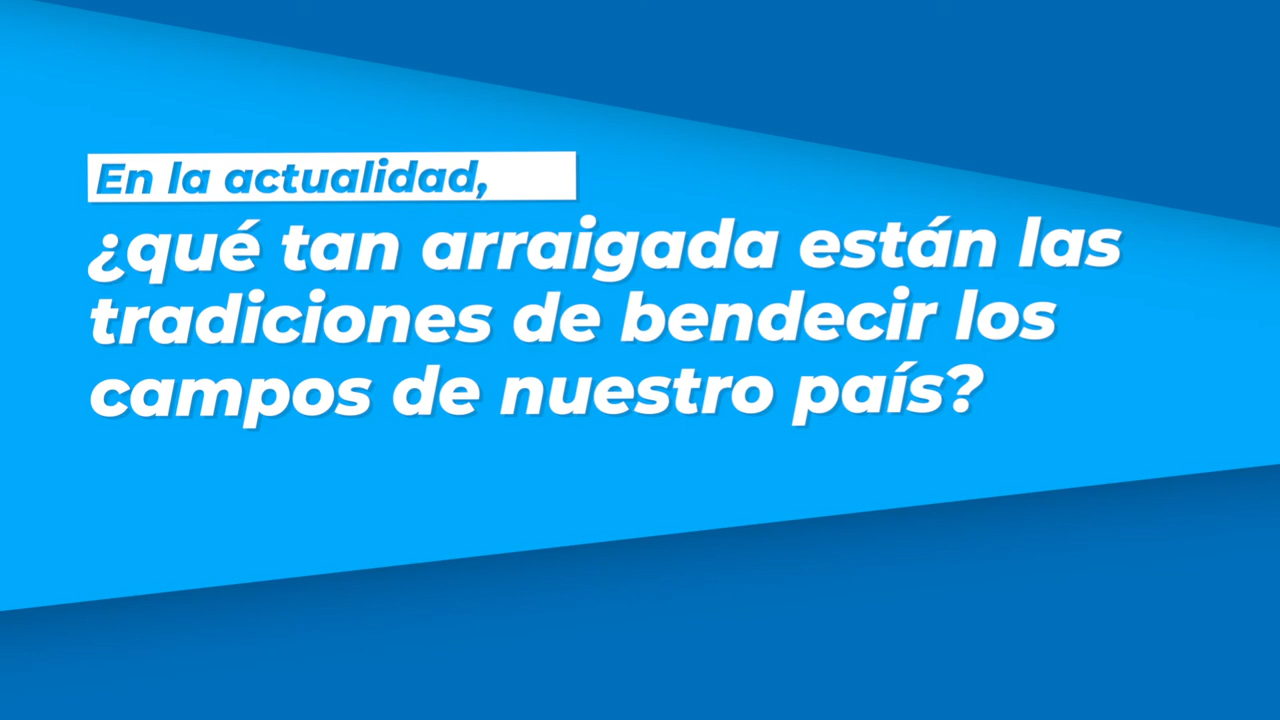 En la actualidad,
¿qué tan arraigada están las
tradiciones de bendecir los
campos de nuestro país?